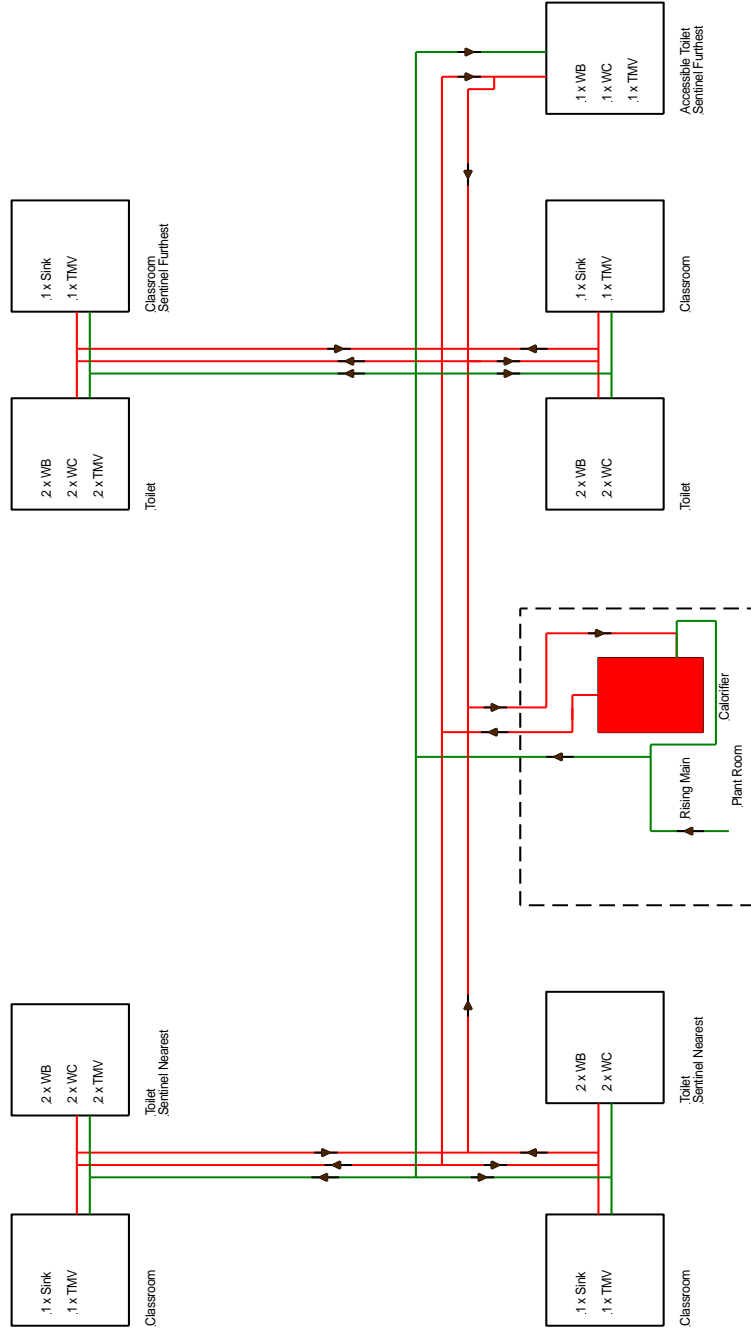 1 x Sink
1 x TMV
Classroom
2 x WB
2 x WC
2 x TMV
Toilet
Sentinel Nearest
2 x WB
2 x WC
2 x TMV
Toilet
1 x Sink
1 x TMV
Classroom
Sentinel Furthest
1 x Sink
1 x TMV
Classroom
2 x WB
2 x WC
Toilet
Sentinel Nearest
Rising Main
Plant Room
Calorifier
2 x WB
2 x WC
Toilet
1 x Sink
1 x TMV
Classroom
1 x WB
1 x WC
1 x TMV
Accessible Toilet
Sentinel Furthest